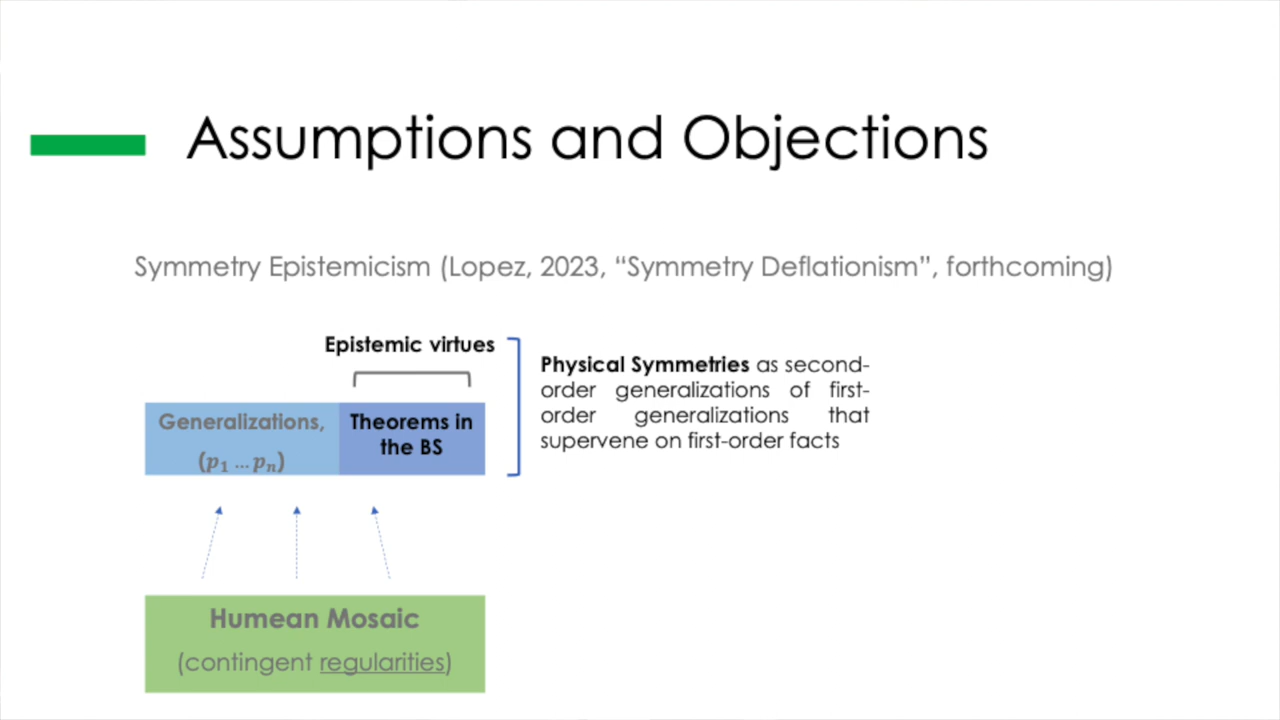 Assumptions and Objections
Symmetry Epistemicism (Lopez, 2023, “Symmetry Deflationism”, forthcoming)
Epistemic virtues
Generalizations,
(p₁ … pₙ)
Theorems in
the BS
Physical Symmetries as second-
order generalizations of first-
order generalizations that
supervene on first-order facts
Humean Mosaic
(contingent regularities)